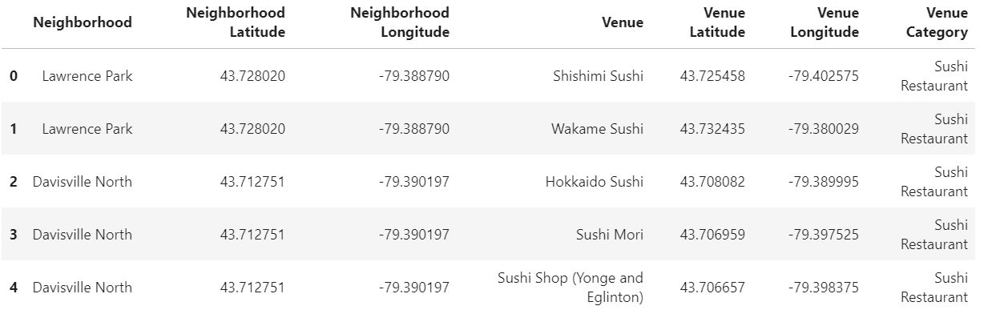 Neighborhood Neighborhood Latitude Neighborhood Longitude Venue Venue Latitude Venue Longitude Venue Category
0 Lawrence Park 43.728020 -79.388790 Shishimi Sushi 43.725458 -79.402575 Sushi Restaurant
1 Lawrence Park 43.728020 -79.388790 Wakame Sushi 43.732435 -79.380029 Sushi Restaurant
2 Davisville North 43.712751 -79.390197 Hokkaido Sushi 43.708082 -79.389995 Sushi Restaurant
3 Davisville North 43.712751 -79.390197 Sushi Mori 43.706959 -79.397525 Sushi Restaurant
4 Davisville North 43.712751 -79.390197 Sushi Shop (Yonge and Eglinton) 43.706657 -79.398375 Sushi Restaurant